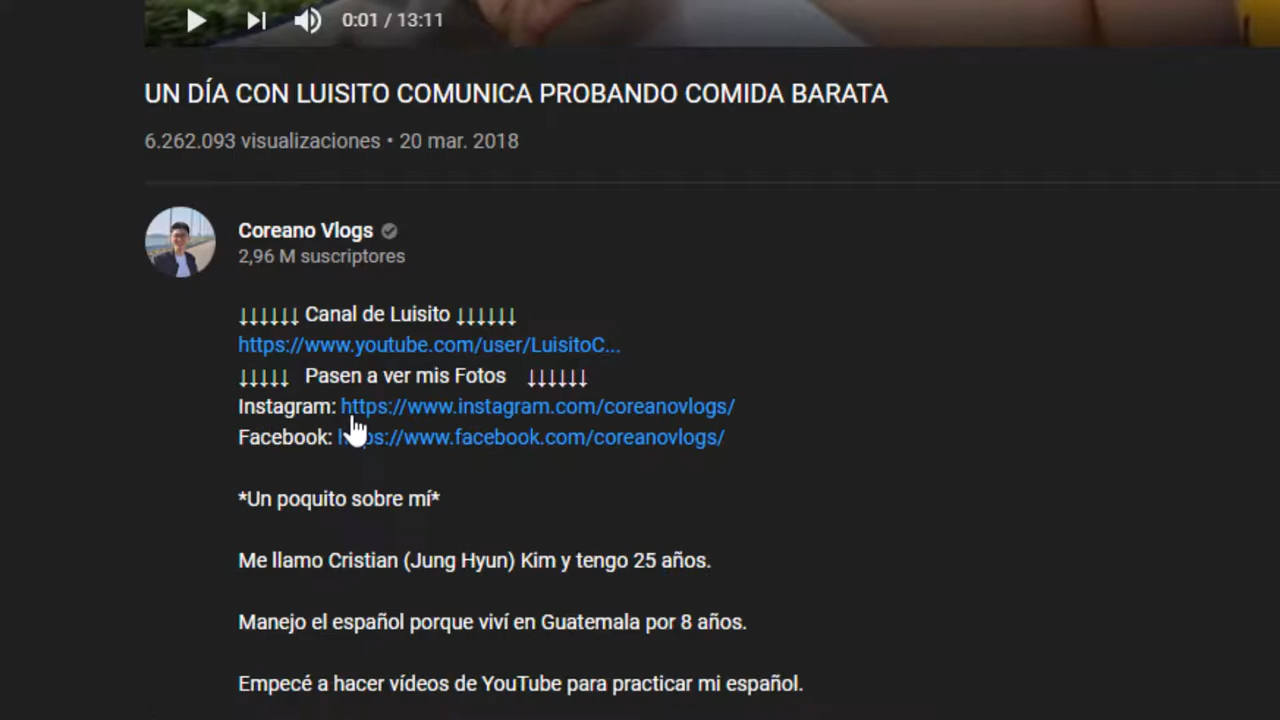 0:01 / 13:11
UN DÍA CON LUISITO COMUNICA PROBANDO COMIDA BARATA
6.262.093 visualizaciones • 20 mar. 2018
Coreano Vlogs
2,96 M suscriptores
↓↓↓↓↓↓ Canal de Luisito ↓↓↓↓↓↓
https://www.youtube.com/user/LuisitoC...
↓↓↓↓↓ Pasen a ver mis Fotos ↓↓↓↓↓↓
Instagram: https://www.instagram.com/coreanovlogs/
Facebook: https://www.facebook.com/coreanovlogs/
*Un poquito sobre mí*
Me llamo Cristian (Jung Hyun) Kim y tengo 25 años.
Manejo el español porque viví en Guatemala por 8 años.
Empecé a hacer vídeos de YouTube para practicar mi español.